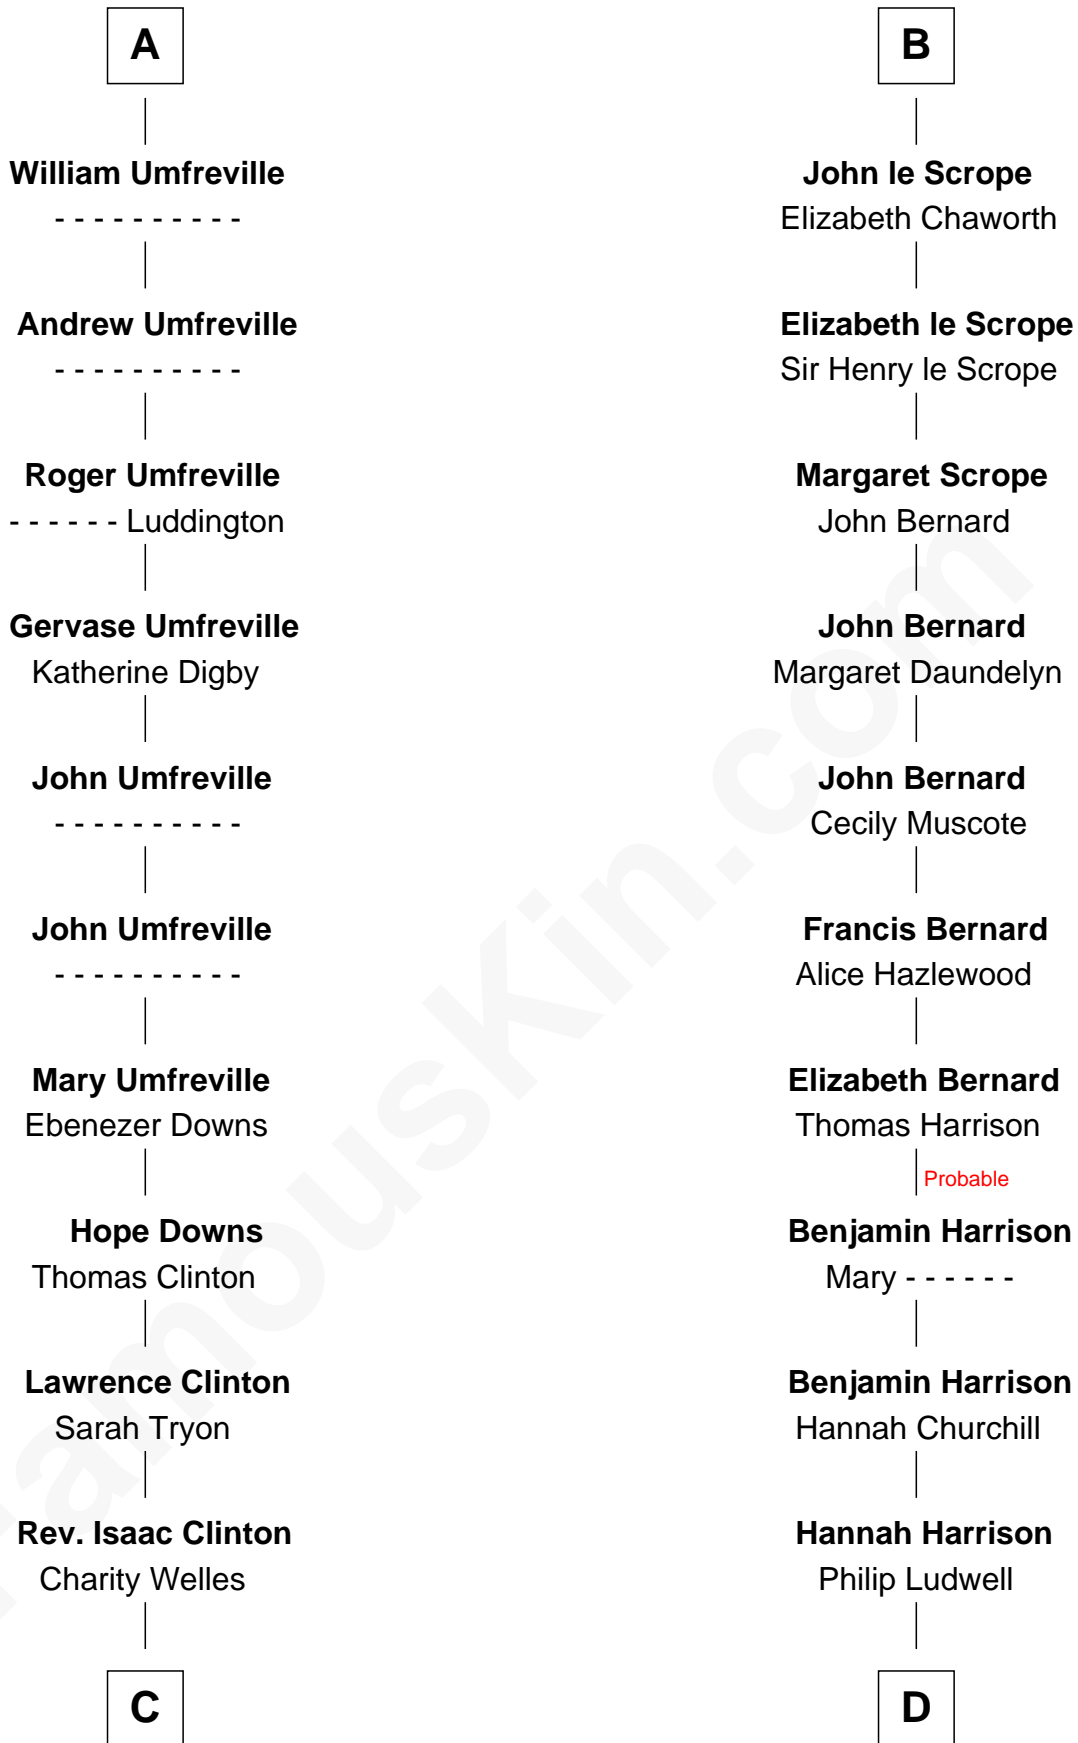 A
William Umfreville
- - - - - - - - - -
Andrew Umfreville
- - - - - - - - - -
Roger Umfreville
- - - - - - Luddington
Gervase Umfreville
Katherine Digby
John Umfreville
- - - - - - - - - -
John Umfreville
- - - - - - - - - -
Mary Umfreville
Ebenezer Downs
Hope Downs
Thomas Clinton
Lawrence Clinton
Sarah Tryon
Rev. Isaac Clinton
Charity Welles
C
B
John le Scrope
Elizabeth Chaworth
Elizabeth le Scrope
Sir Henry le Scrope
Margaret Scrope
John Bernard
John Bernard
Margaret Daundelyn
John Bernard
Cecily Muscote
Francis Bernard
Alice Hazlewood
Elizabeth Bernard
Thomas Harrison
Probable
Benjamin Harrison
Mary - - - - - -
Benjamin Harrison
Hannah Churchill
Hannah Harrison
Philip Ludwell
D
FamousKin.com